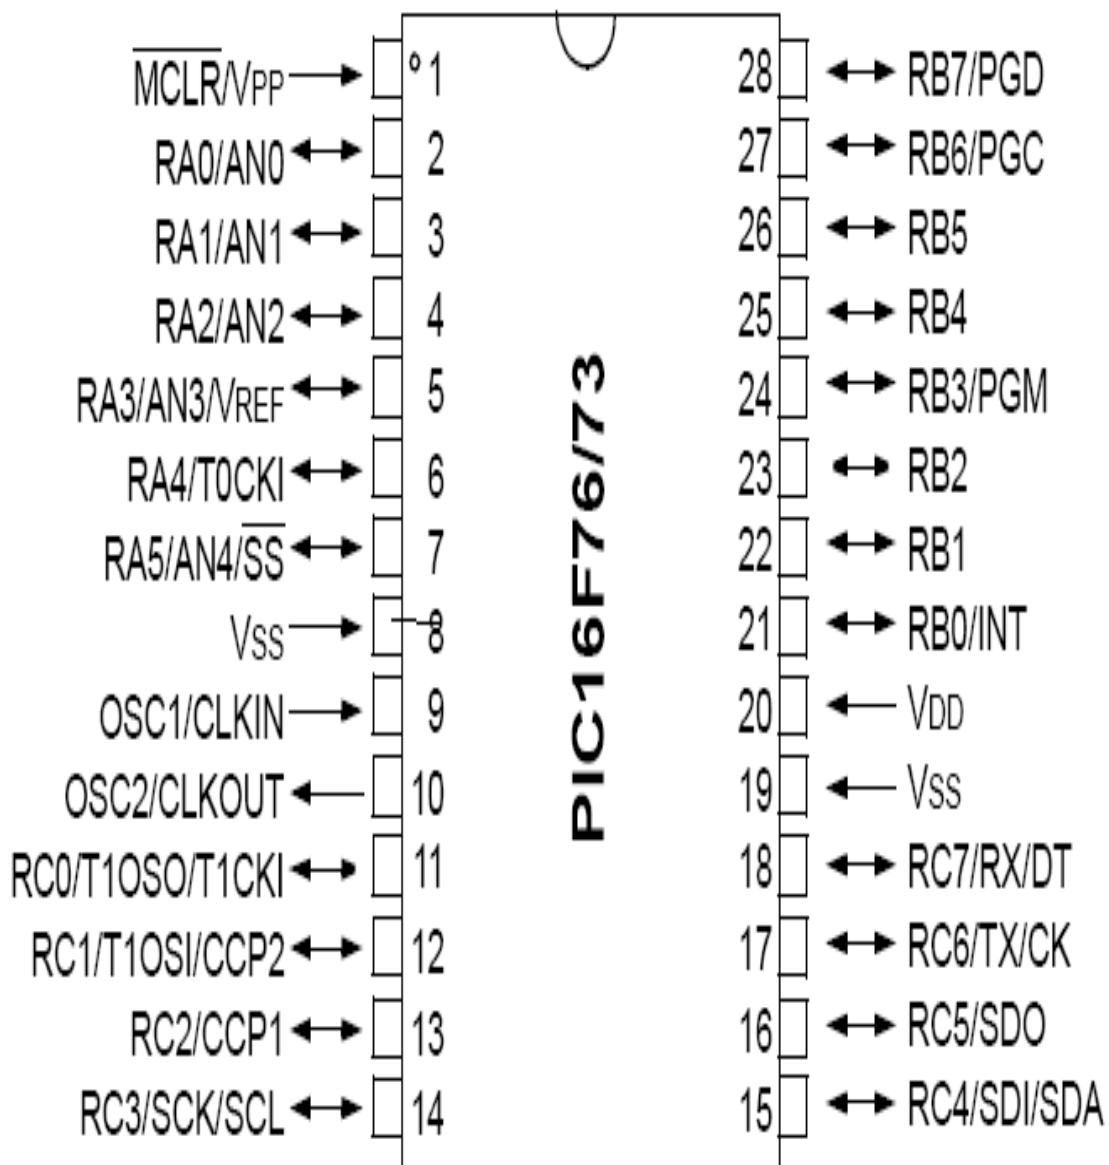 MCLR/VPP 1 28 RB7/PGD
RA0/AN0 2 27 RB6/PGC
RA1/AN1 3 26 RB5
RA2/AN2 4 25 RB4
RA3/AN3/VREF 5 24 RB3/PGM
RA4/T0CKI 6 23 RB2
RA5/AN4/SS 7 22 RB1
VSS 8 21 RB0/INT
OSC1/CLKIN 9 20 VDD
OSC2/CLKOUT 10 19 VSS
RC0/T1OSO/T1CKI 11 18 RC7/RX/DT
RC1/T1OSI/CCP2 12 17 RC6/TX/CK
RC2/CCP1 13 16 RC5/SDO
RC3/SCK/SCL 14 15 RC4/SDI/SDA
PIC16F76/73